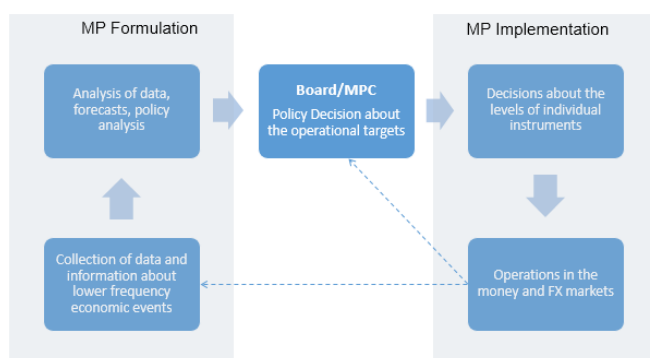 MP Formulation
MP Implementation
Analysis of data,
forecasts, policy
analysis
Board/MPC
Policy Decision about
the operational targets
Decisions about the
levels of individual
instruments
Collection of data and
information about
lower frequency
economic events
Operations in the
money and FX markets